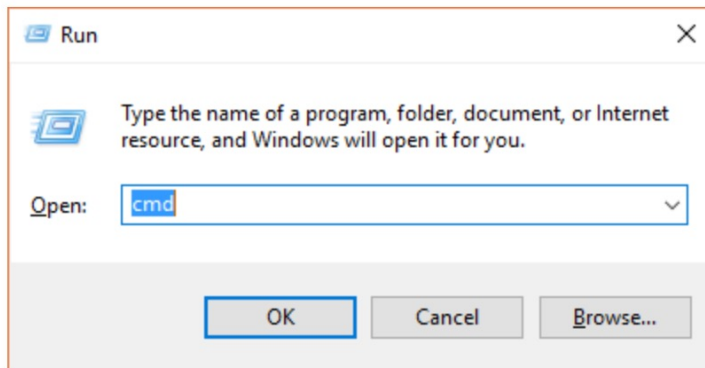 Run
Type the name of a program, folder, document, or Internet
resource, and Windows will open it for you.
Open: cmd
OK Cancel Browse...